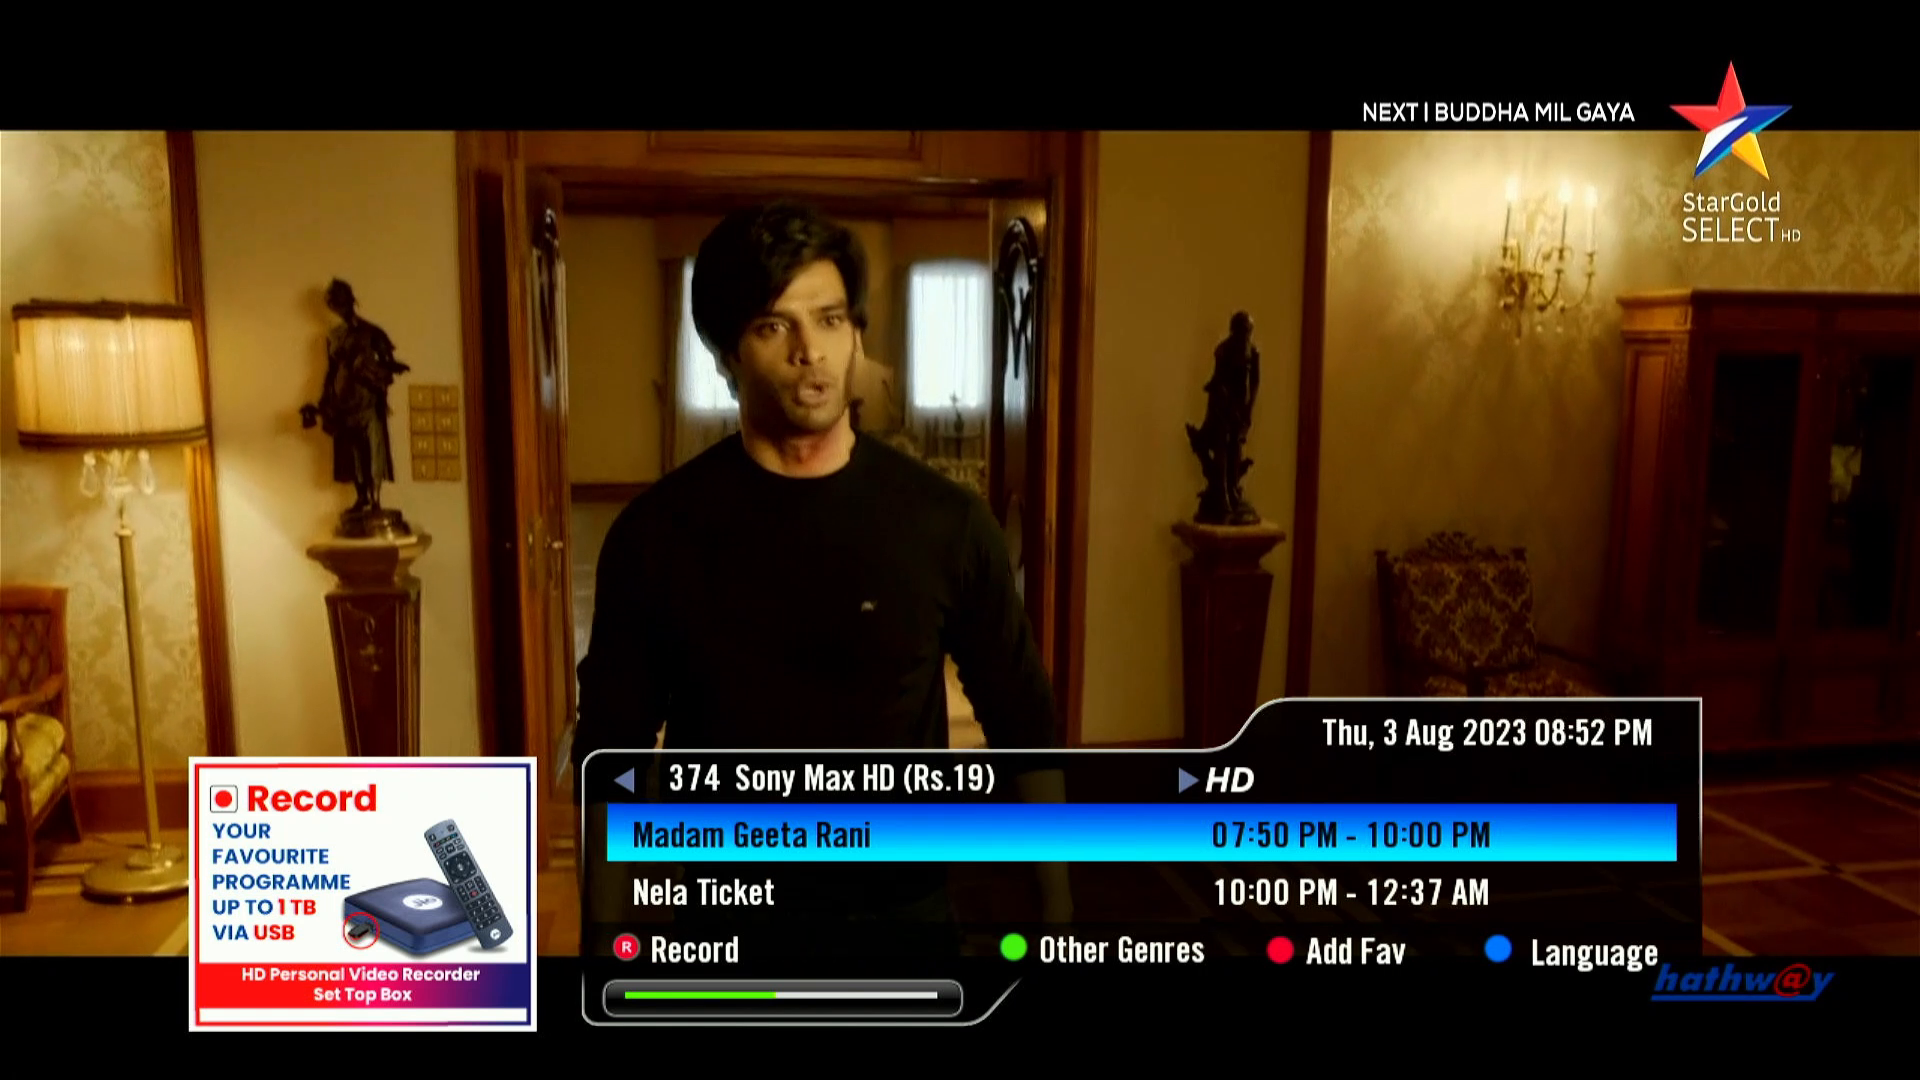 NEXT | BUDDHA MIL GAYA
StarGold
SELECT HD
Thu, 3 Aug 2023 08:52 PM
374 Sony Max HD (Rs.19) HD
Madam Geeta Rani 07:50 PM - 10:00 PM
Nela Ticket 10:00 PM - 12:37 AM
R Record Other Genres Add Fav Language
hathw@y
Record
YOUR
FAVOURITE
PROGRAMME
UP TO 1 TB
VIA USB
Jio
HD Personal Video Recorder
Set Top Box